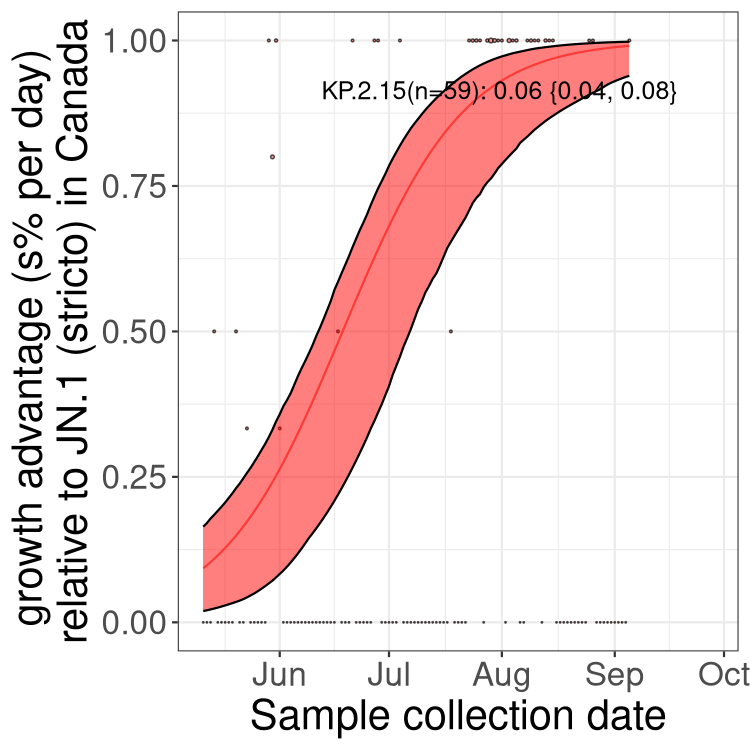 growth advantage (s% per day)
relative to JN.1 (stricto) in Canada
1.00
0.75
0.50
0.25
0.00
KP.2.15(n=59): 0.06 {0.04, 0.08}
Jun Jul Aug Sep Oct
Sample collection date